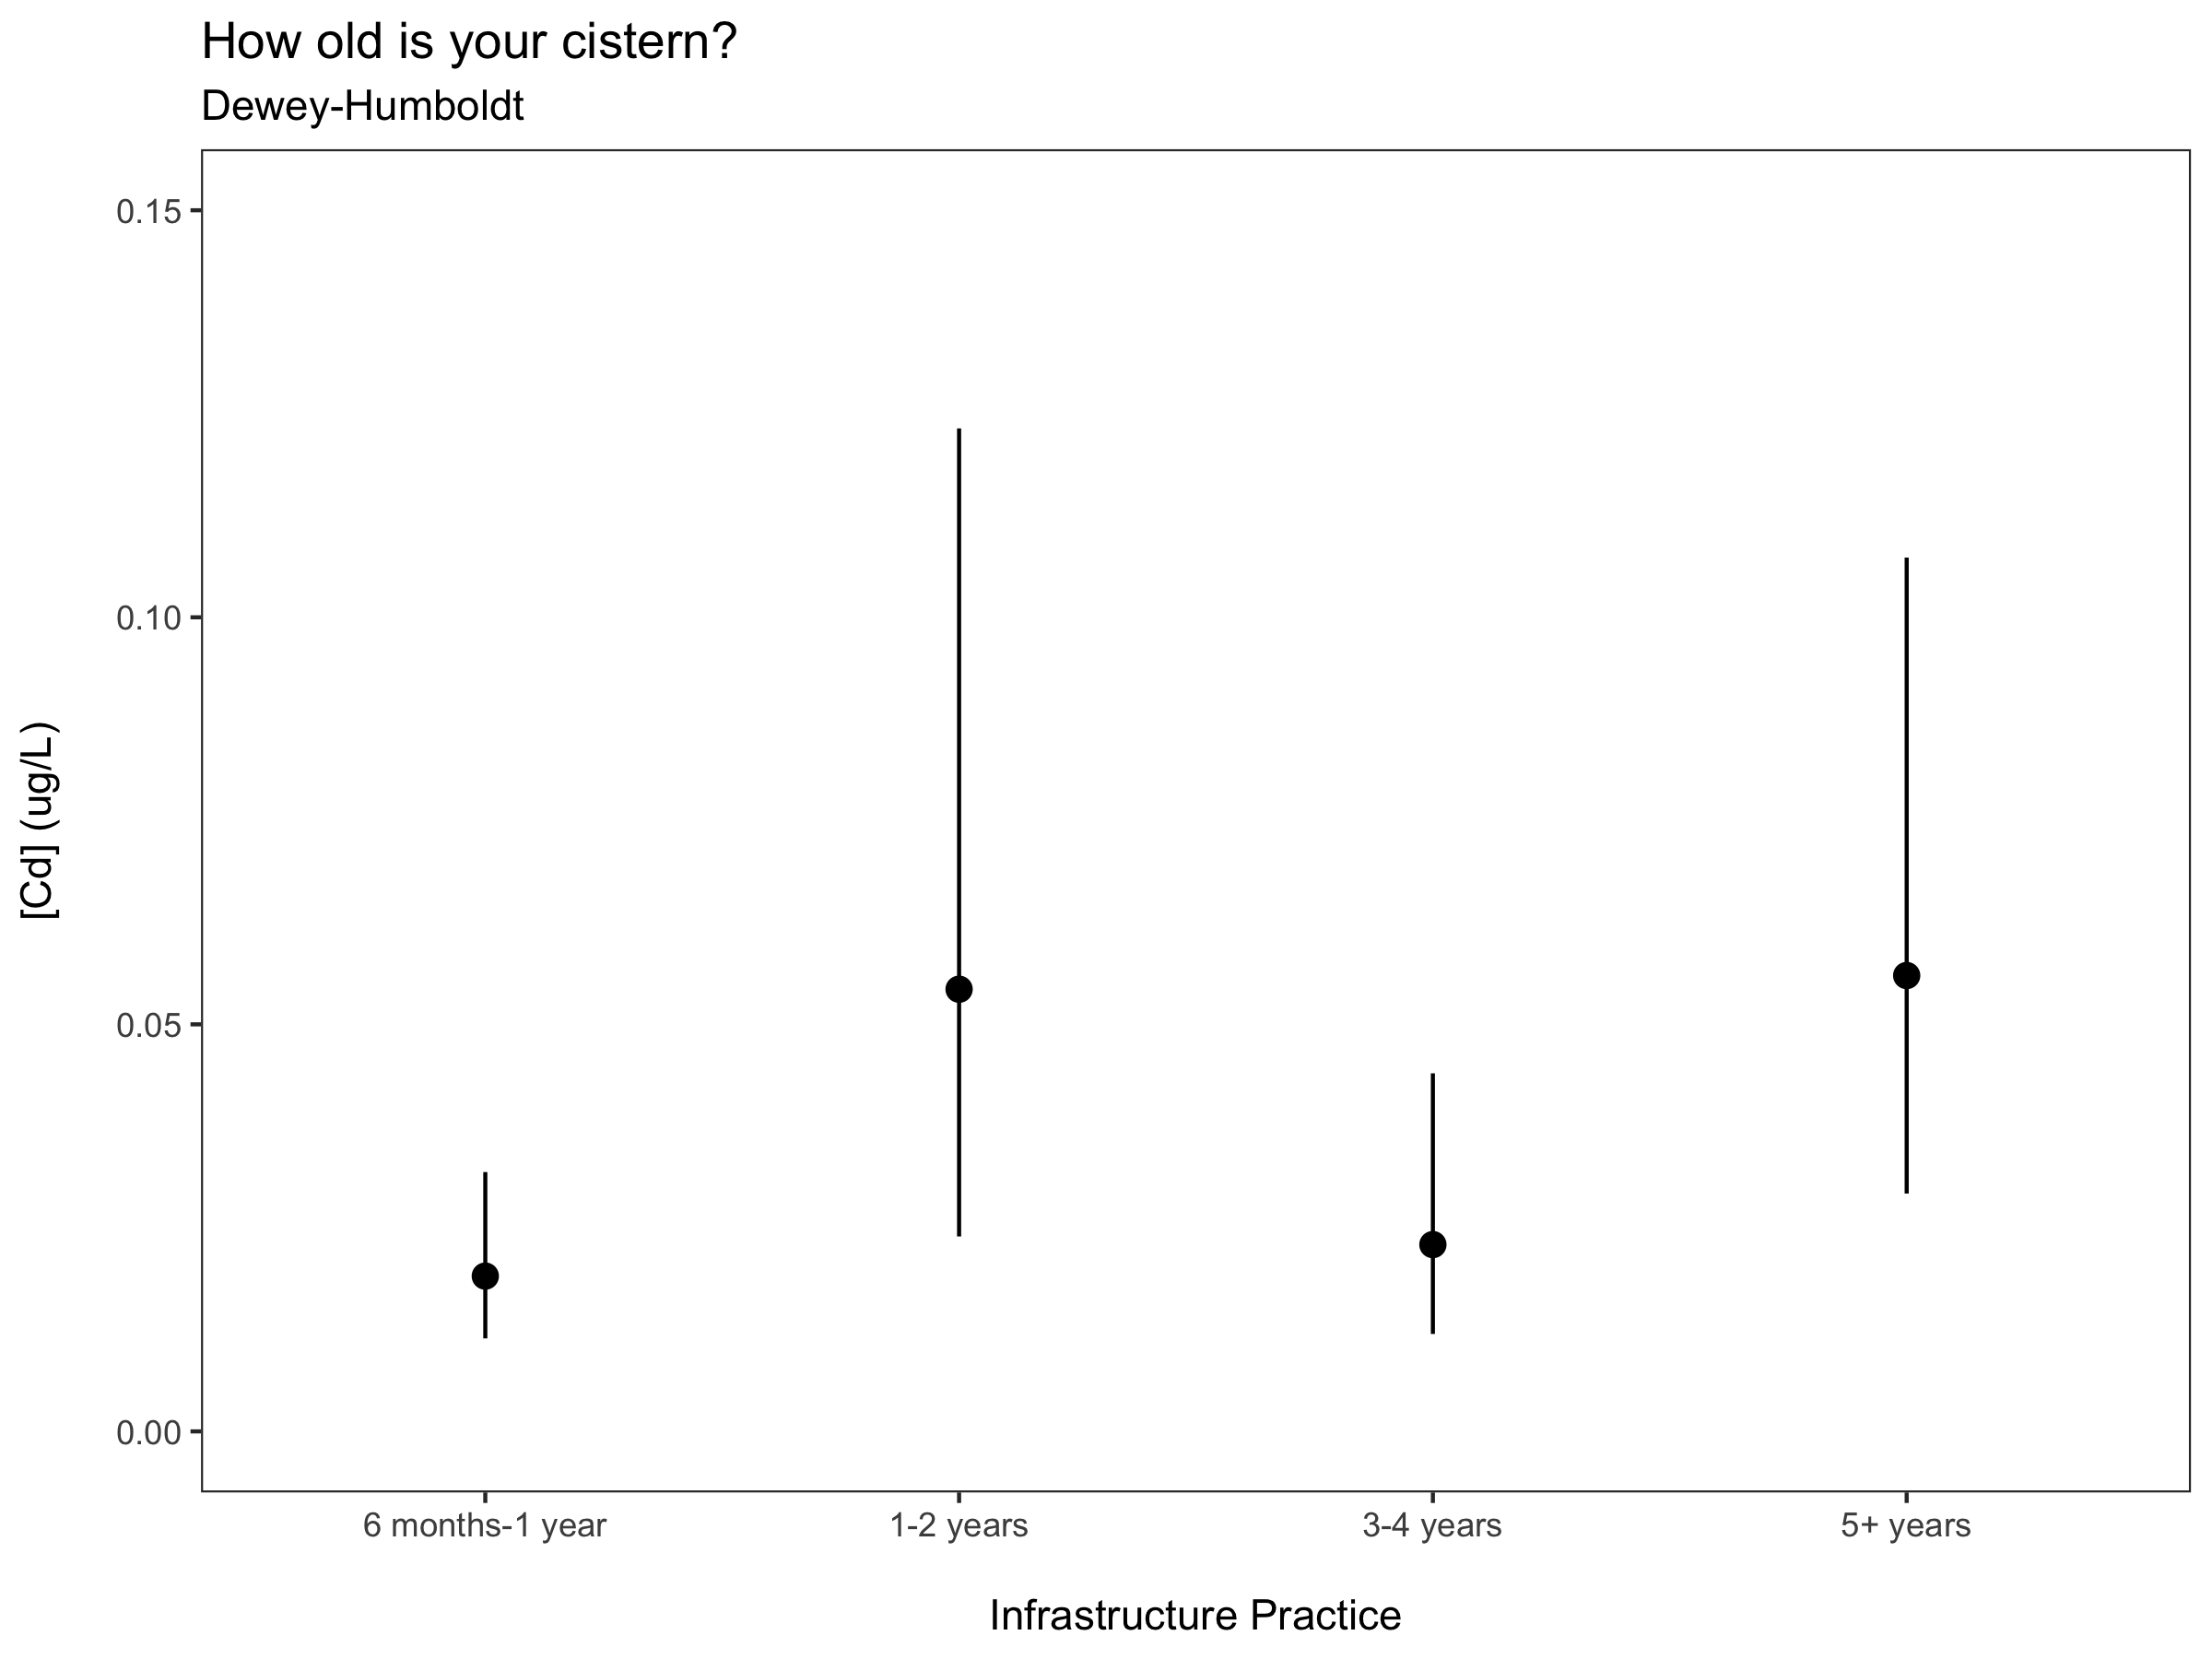 How old is your cistern?
Dewey-Humboldt
[Cd] (ug/L)
0.15
0.10
0.05
0.00
6 months-1 year
1-2 years
3-4 years
5+ years
Infrastructure Practice